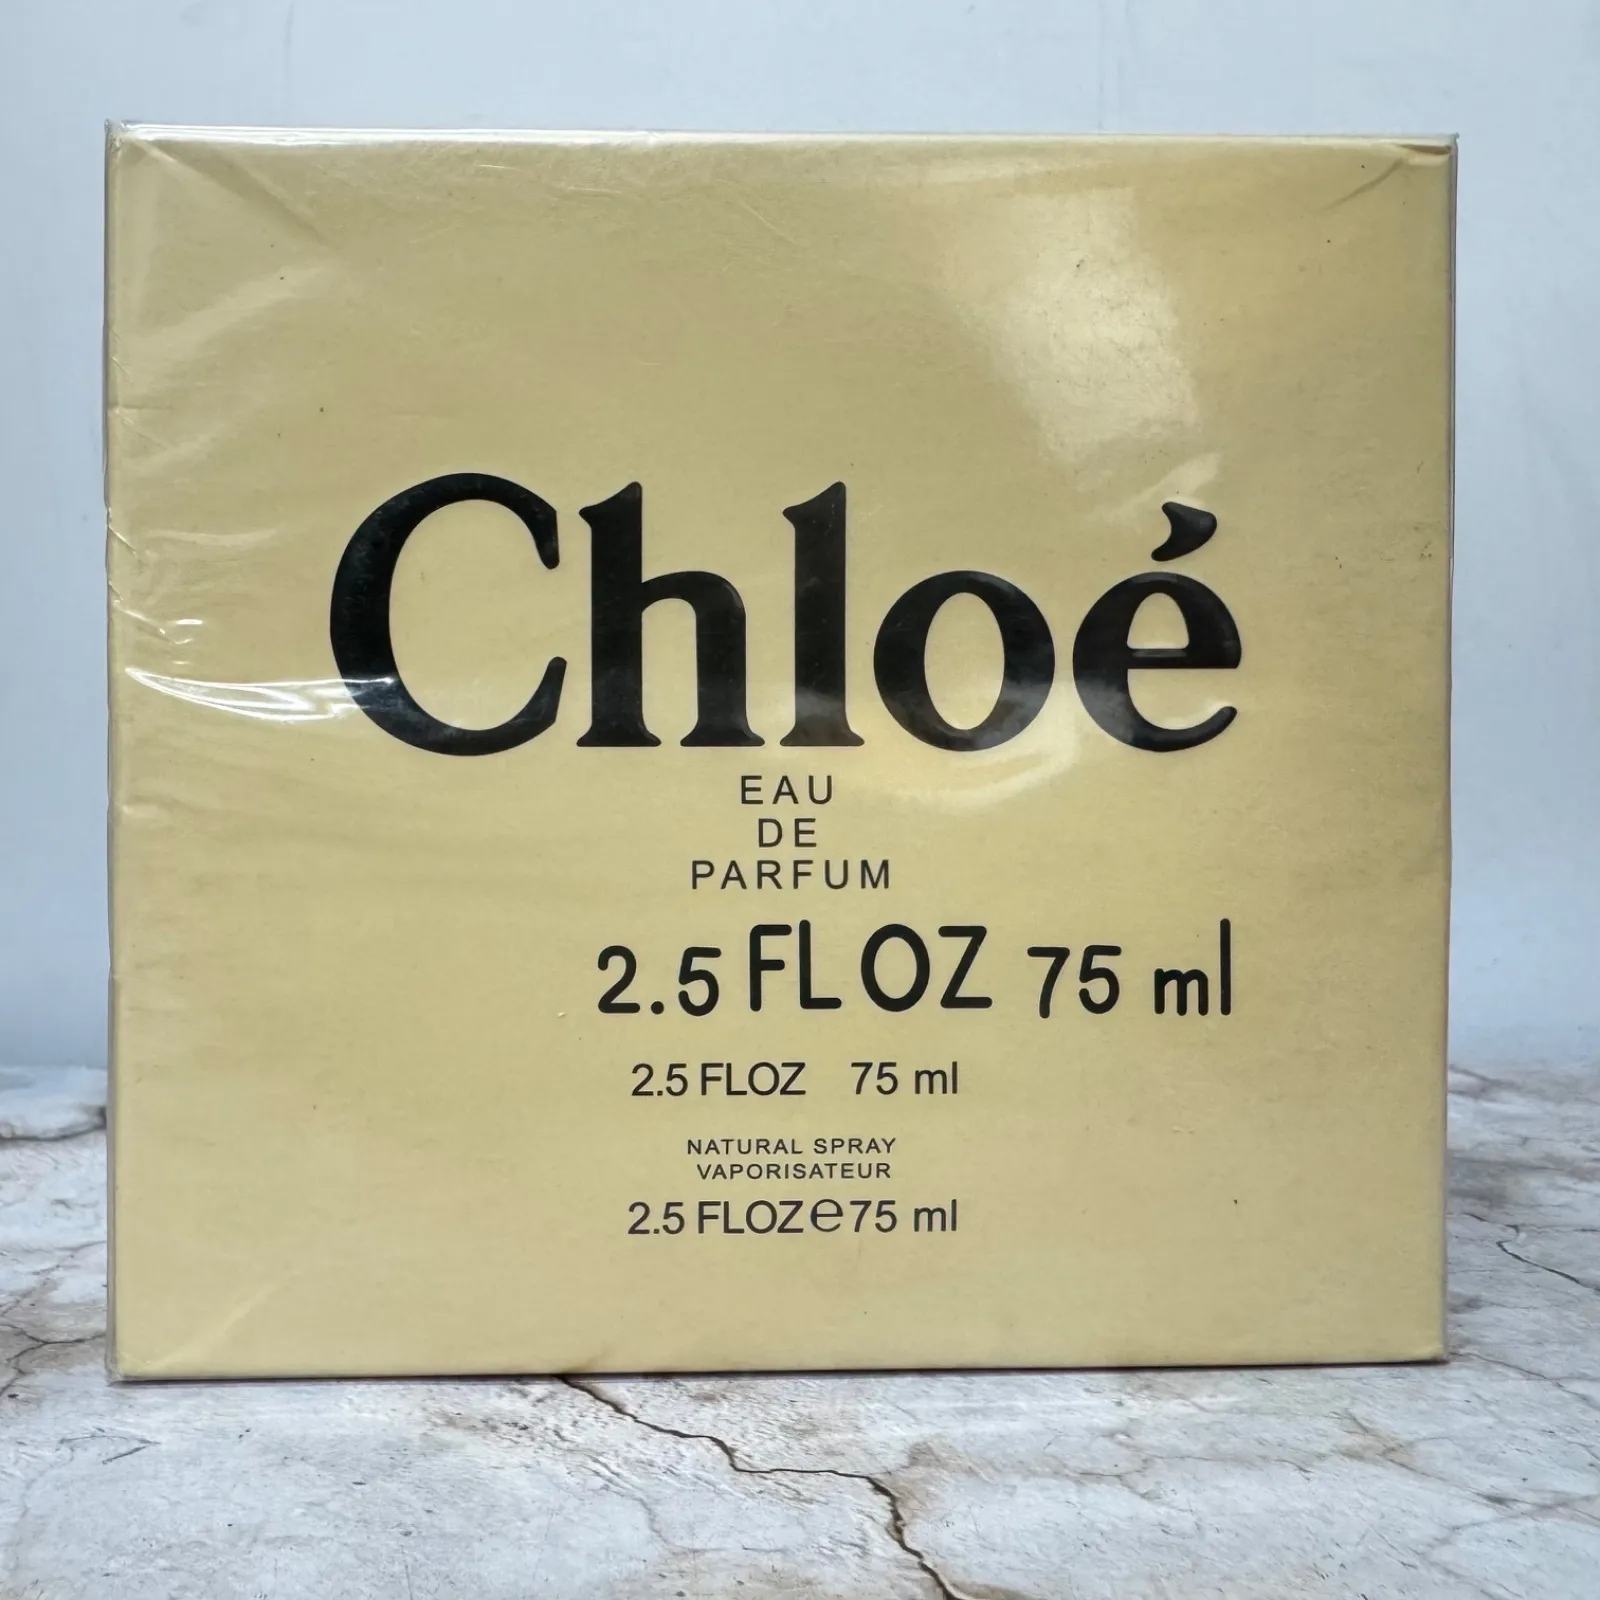 Chloé
EAU
DE
PARFUM
2.5 FL OZ 75 ml
2.5 FLOZ 75 ml
NATURAL SPRAY
VAPORISATEUR
2.5 FLOZ℮75 ml